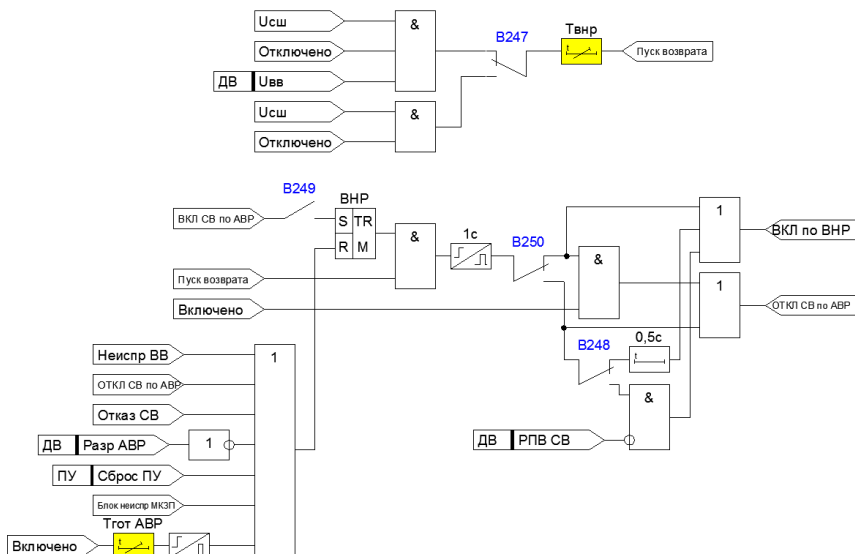 Uсш
&
Отключено
B247
Tвнр
Пуск возврата
ДВ Uвв
Uсш
&
Отключено
B249
ВНР
ВКЛ СВ по АВР
S TR
R M
&
1с
B250
1
ВКЛ по ВНР
&
Пуск возврата
Включено
1
ОТКЛ СВ по АВР
B248
0,5с
Неиспр ВВ
1
ОТКЛ СВ по АВР
&
Отказ СВ
ДВ Разр АВР
1
ДВ РПВ СВ
ПУ Сброс ПУ
Блок неиспр МКЗП
Tгот АВР
Включено